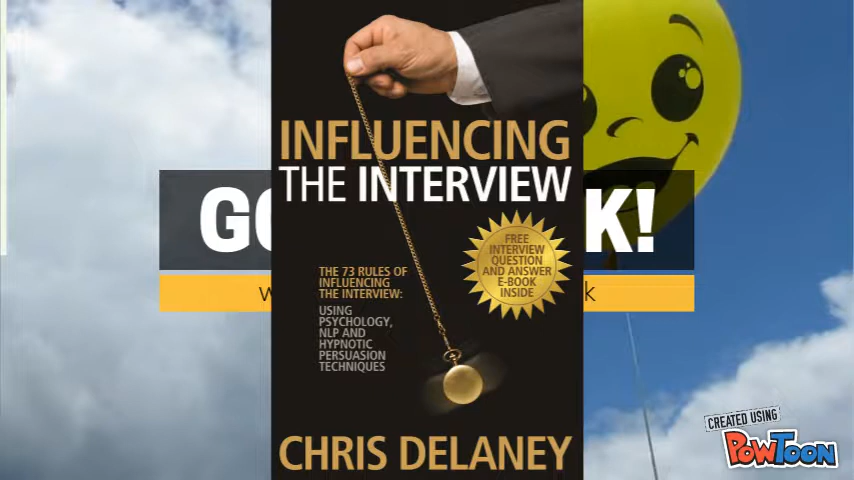 INFLUENCING
THE INTERVIEW
FREE
INTERVIEW
QUESTION
AND ANSWER
E-BOOK
INSIDE
THE 73 RULES OF
INFLUENCING
THE INTERVIEW:
USING
PSYCHOLOGY,
NLP AND
HYPNOTIC
PERSUASION
TECHNIQUES
CHRIS DELANEY
CREATED USING
POWTOON